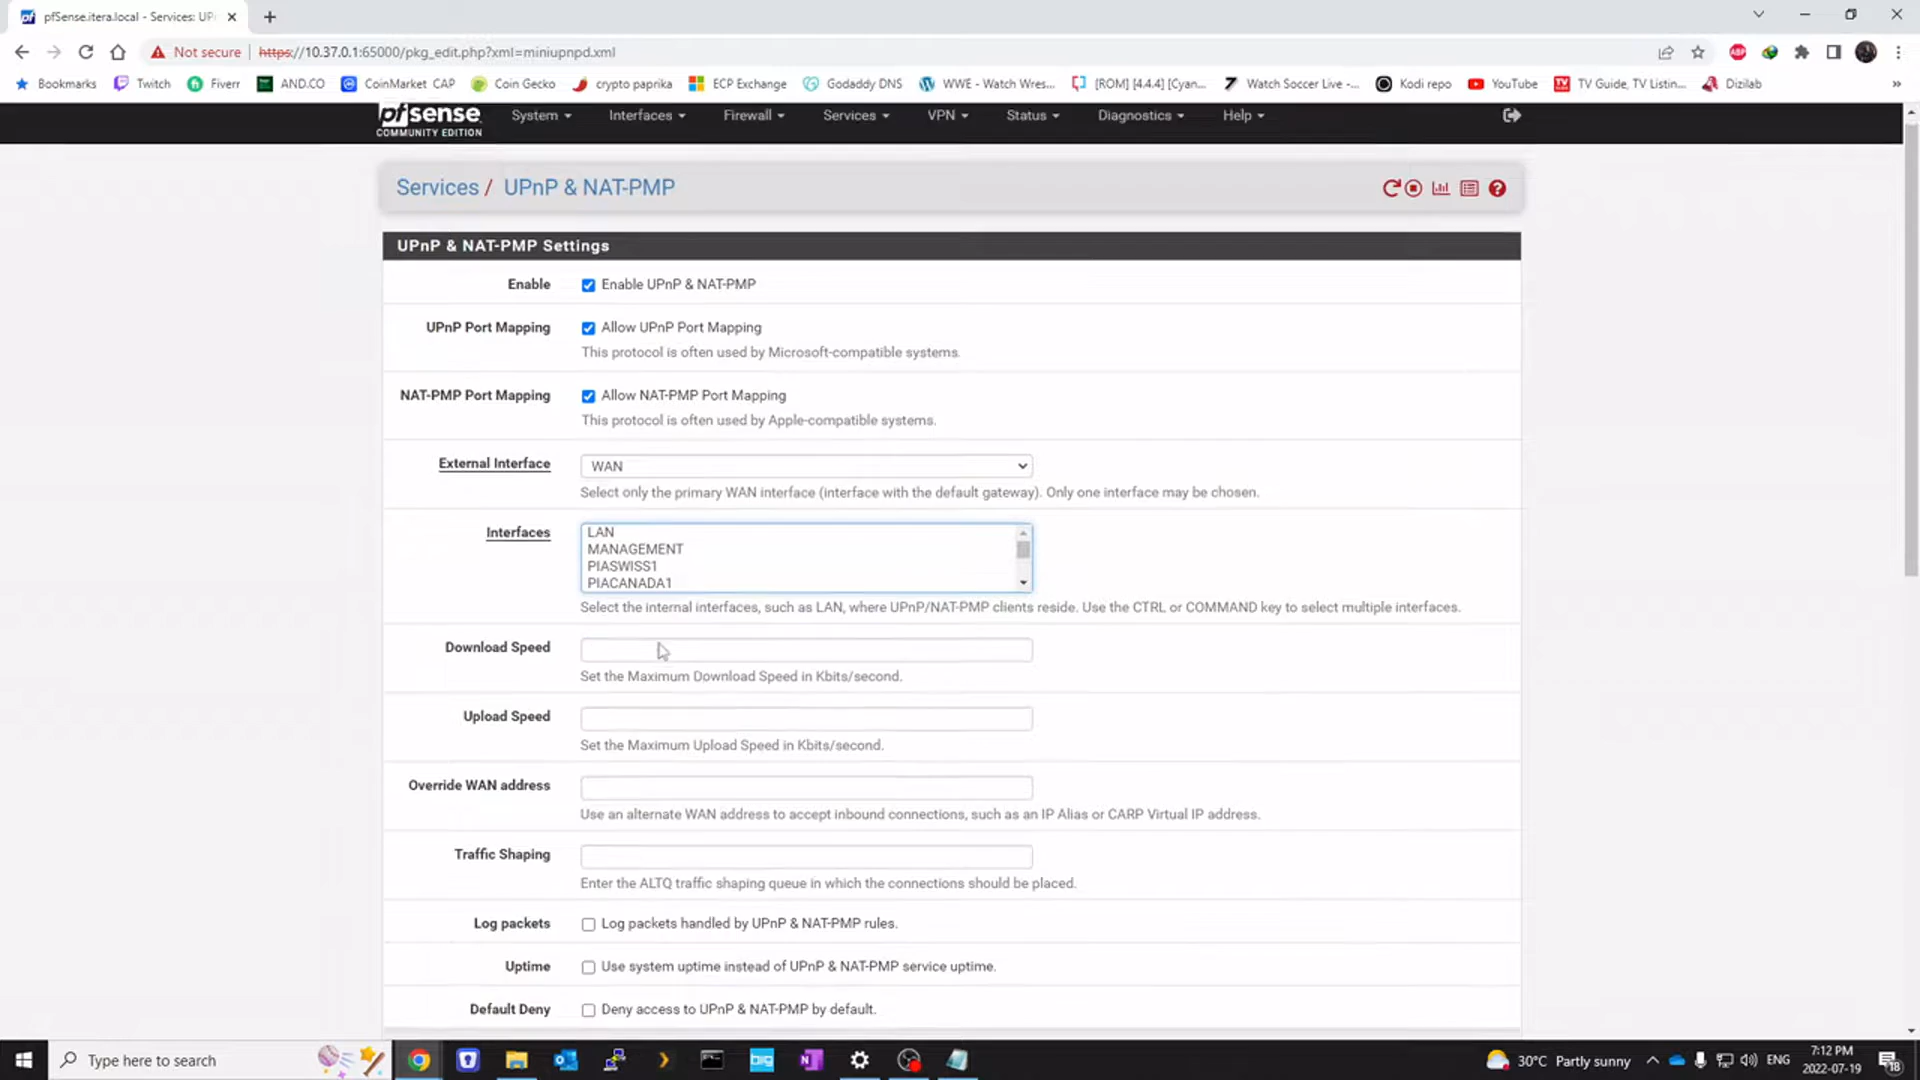 pfSense.itera.local - Services: UPn
Not secure
https://10.37.0.1:65000/pkg_edit.php?xml=miniupnpd.xml
Bookmarks Twitch Fiverr AND.CO CoinMarket CAP Coin Gecko crypto paprika ECP Exchange Godaddy DNS WWE - Watch Wres... [ROM] [4.4.4] [Cyan... Watch Soccer Live -... Kodi repo YouTube TV Guide, TV Listin... Dizilab »
pfsense System Interfaces Firewall Services VPN Status Diagnostics Help
COMMUNITY EDITION
Services / UPnP & NAT-PMP
UPnP & NAT-PMP Settings
Enable Enable UPnP & NAT-PMP
UPnP Port Mapping Allow UPnP Port Mapping
This protocol is often used by Microsoft-compatible systems.
NAT-PMP Port Mapping Allow NAT-PMP Port Mapping
This protocol is often used by Apple-compatible systems.
External Interface WAN
Select only the primary WAN interface (interface with the default gateway). Only one interface may be chosen.
Interfaces LAN
MANAGEMENT
PIASWISS1
PIACANADA1
Select the internal interfaces, such as LAN, where UPnP/NAT-PMP clients reside. Use the CTRL or COMMAND key to select multiple interfaces.
Download Speed
Set the Maximum Download Speed in Kbits/second.
Upload Speed
Set the Maximum Upload Speed in Kbits/second.
Override WAN address
Use an alternate WAN address to accept inbound connections, such as an IP Alias or CARP Virtual IP address.
Traffic Shaping
Enter the ALTQ traffic shaping queue in which the connections should be placed.
Log packets Log packets handled by UPnP & NAT-PMP rules.
Uptime Use system uptime instead of UPnP & NAT-PMP service uptime.
Default Deny Deny access to UPnP & NAT-PMP by default.
Type here to search
30°C Partly sunny
ENG
7:12 PM
2022-07-19
18